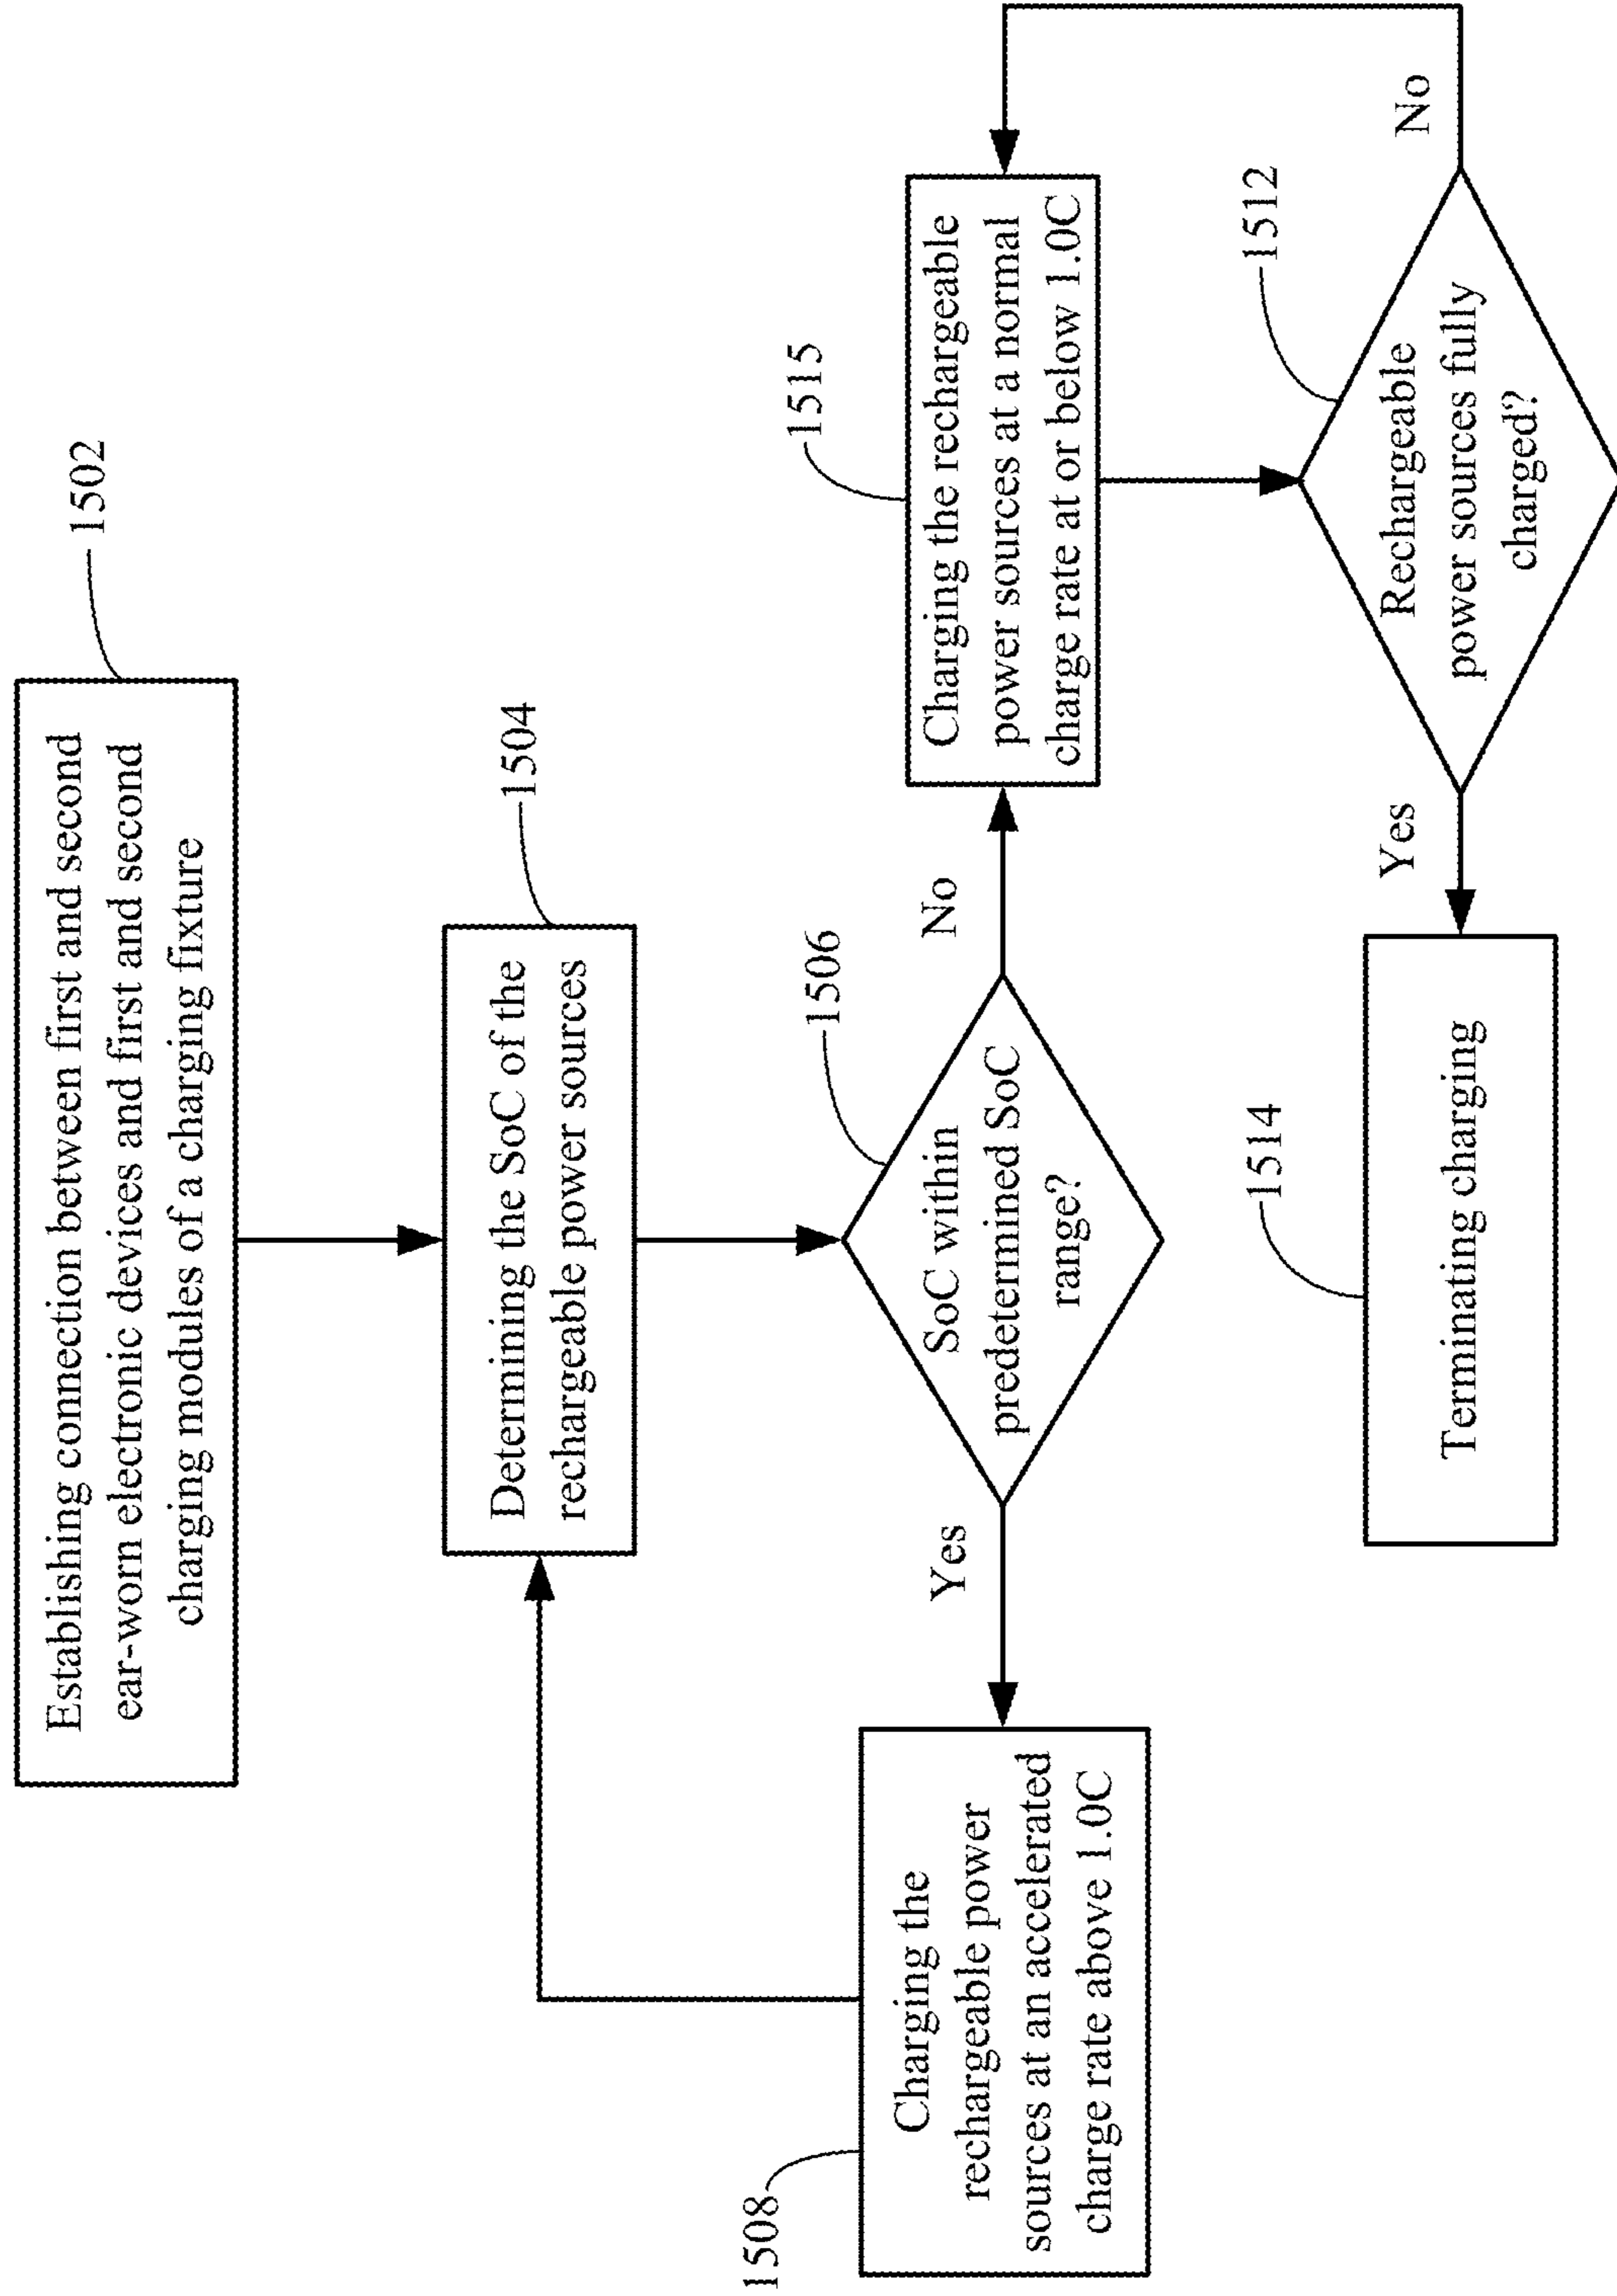 Establishing connection between first and second
ear-worn electronic devices and first and second
charging modules of a charging fixture
1502
Determining the SoC of the
rechargeable power sources
1504
SoC within
predetermined SoC
range?
1506
Yes
No
Charging the
rechargeable power
sources at an accelerated
charge rate above 1.0C
1508
Charging the rechargeable
power sources at a normal
charge rate at or below 1.0C
1515
Rechargeable
power sources fully
charged?
1512
Yes
No
Terminating charging
1514